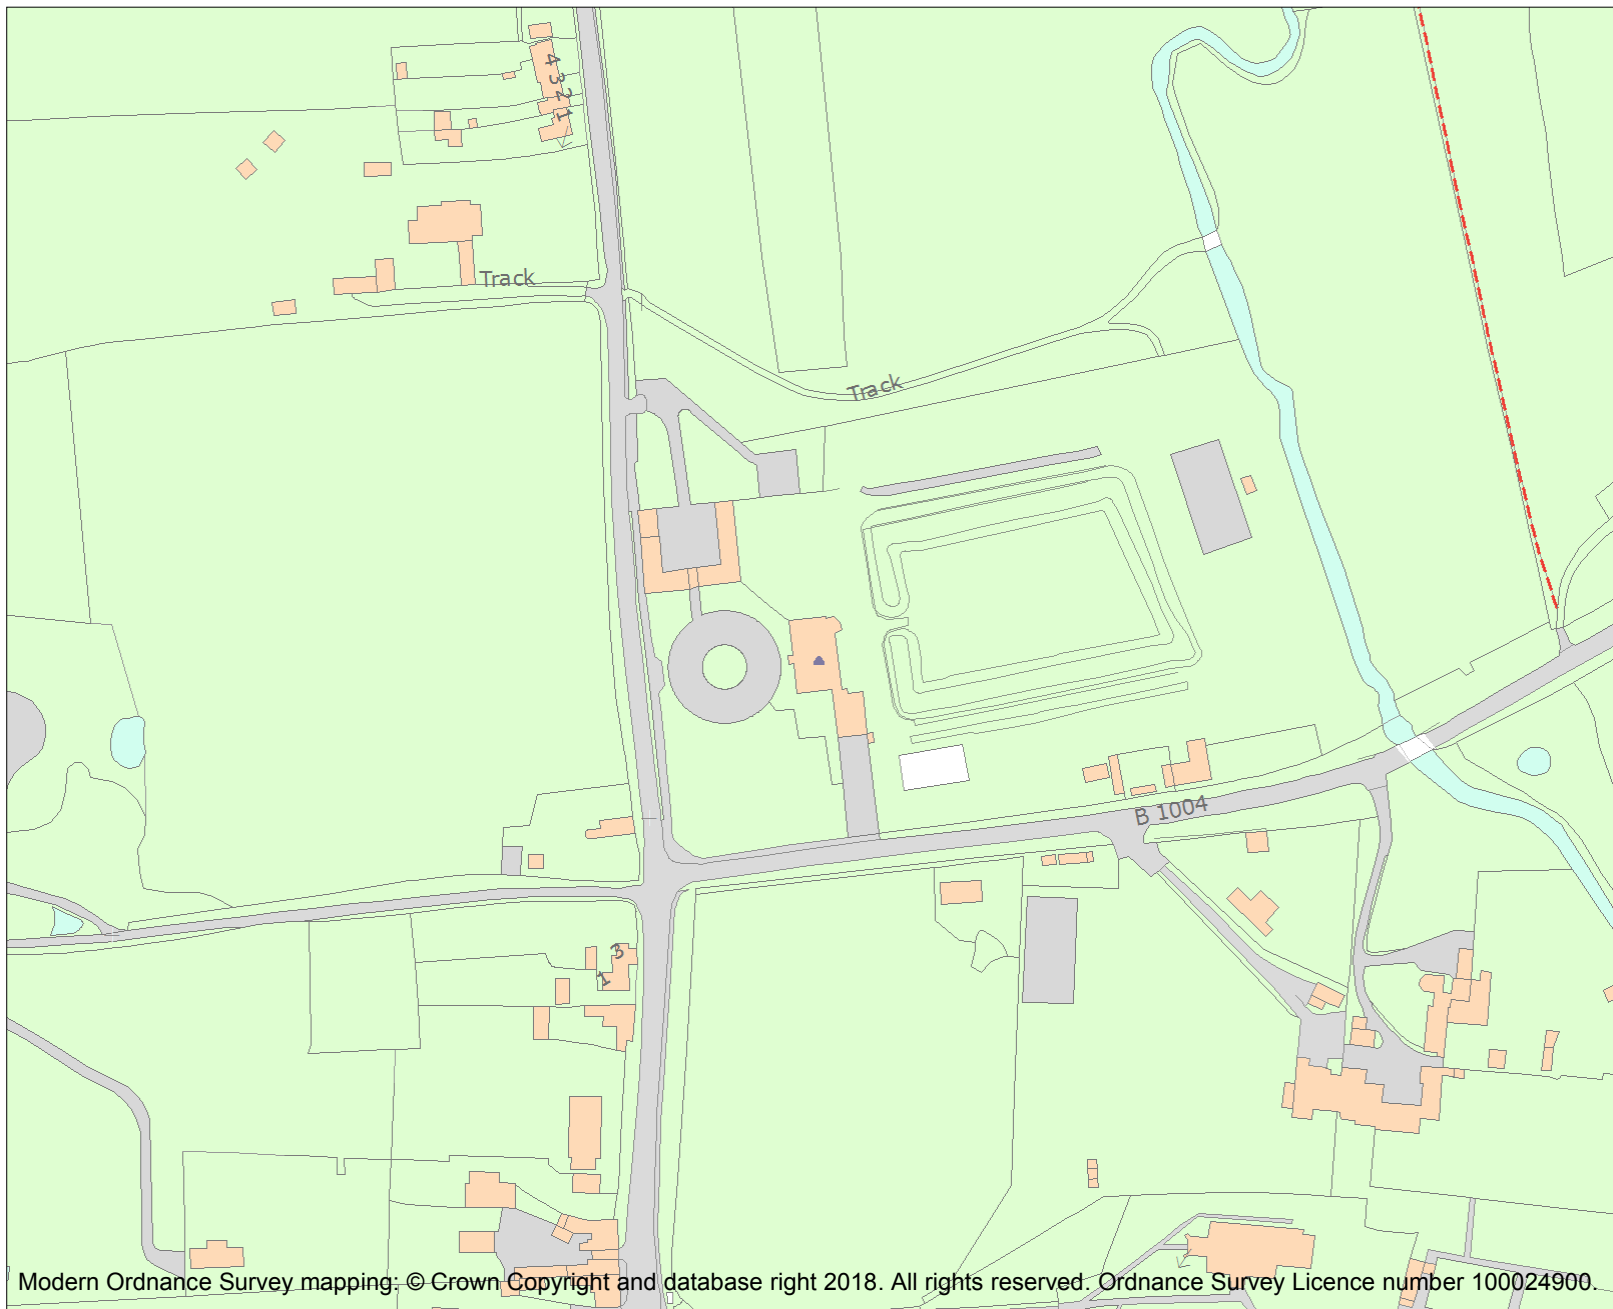 4 3 2 1
Track
Track
B 1004
3
1
Modern Ordnance Survey mapping: © Crown Copyright and database right 2018. All rights reserved. Ordnance Survey Licence number 100024900.